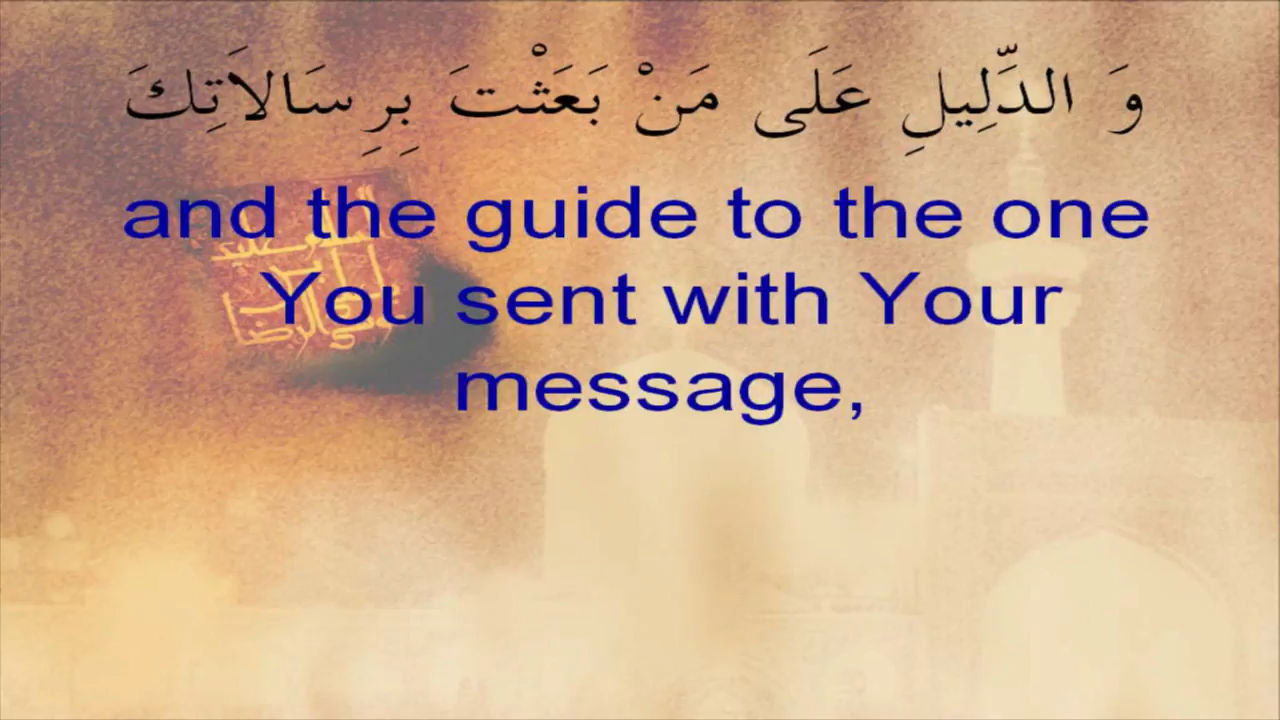 وَ الدَّلِيلِ عَلَى مَنْ بَعَثْتَ بِرِسَالاَتِكَ
and the guide to the one
You sent with Your
message,